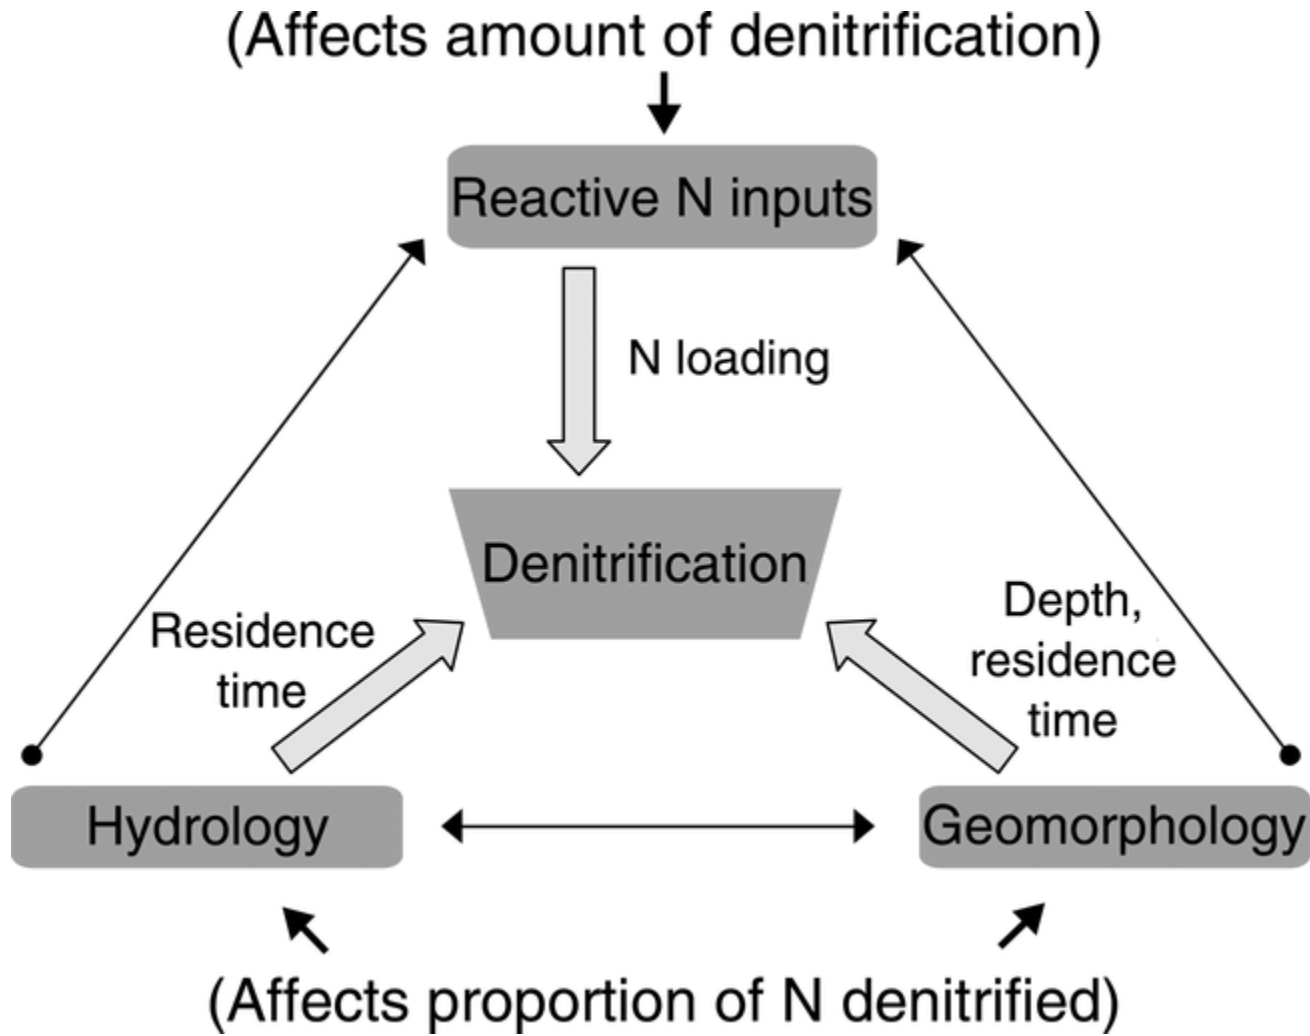 (Affects amount of denitrification)
Reactive N inputs
N loading
Denitrification
Residence
time
Depth,
residence
time
Hydrology
Geomorphology
(Affects proportion of N denitrified)